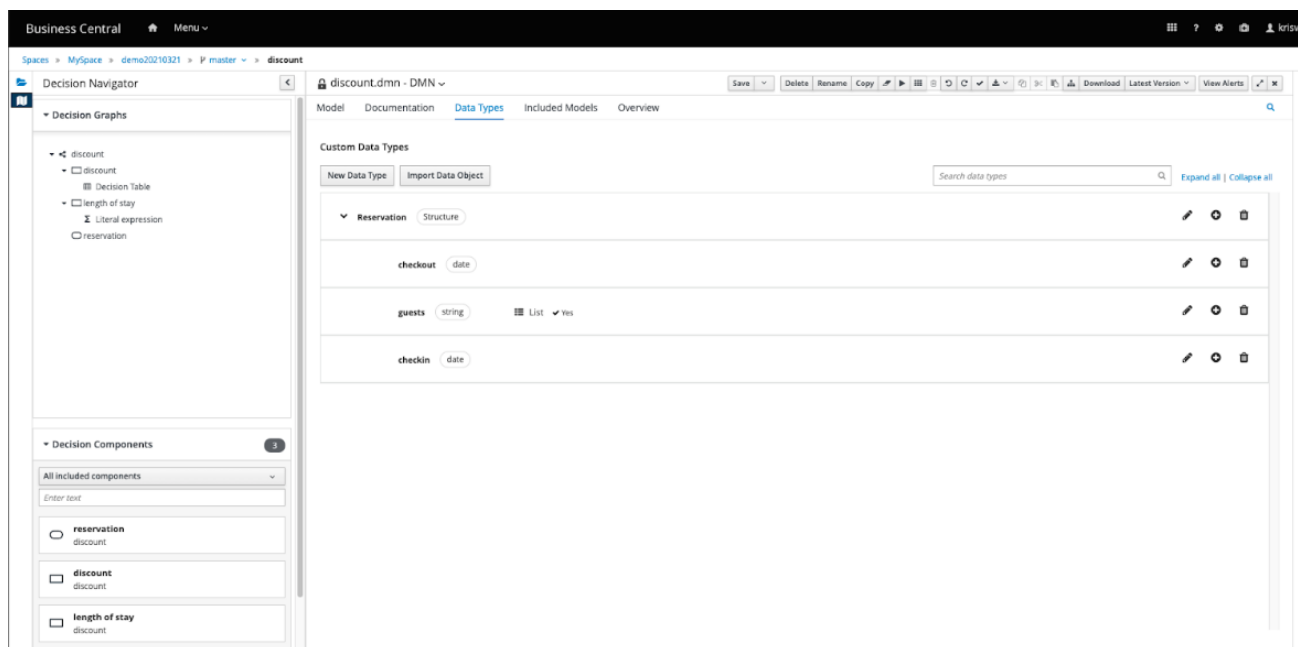 Business Central Menu ?
Spaces » MySpace » demo20210321 » master » discount
Decision Navigator
Decision Graphs
discount
discount
Decision Table
length of stay
Σ Literal expression
reservation
Decision Components 3
All included components
Enter text
reservation
discount
discount
discount
length of stay
discount
discount.dmn - DMN
Save Delete Rename Copy Download Latest Version View Alerts
Model Documentation Data Types Included Models Overview
Custom Data Types
New Data Type Import Data Object Search data types Expand all | Collapse all
Reservation Structure
checkout date
guests string List Yes
checkin date